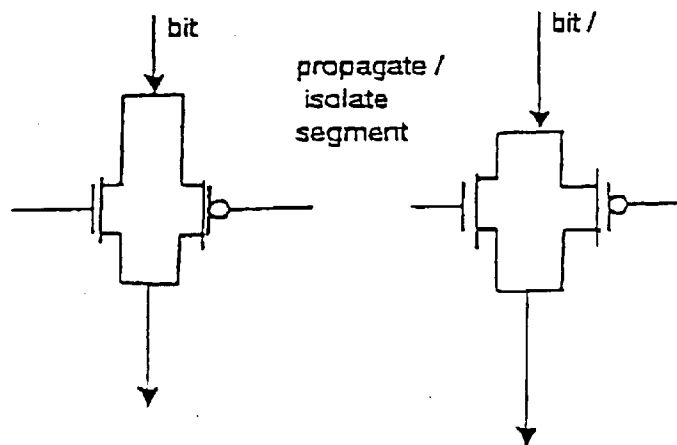 bit
propagate /
isolate
segment
bit /